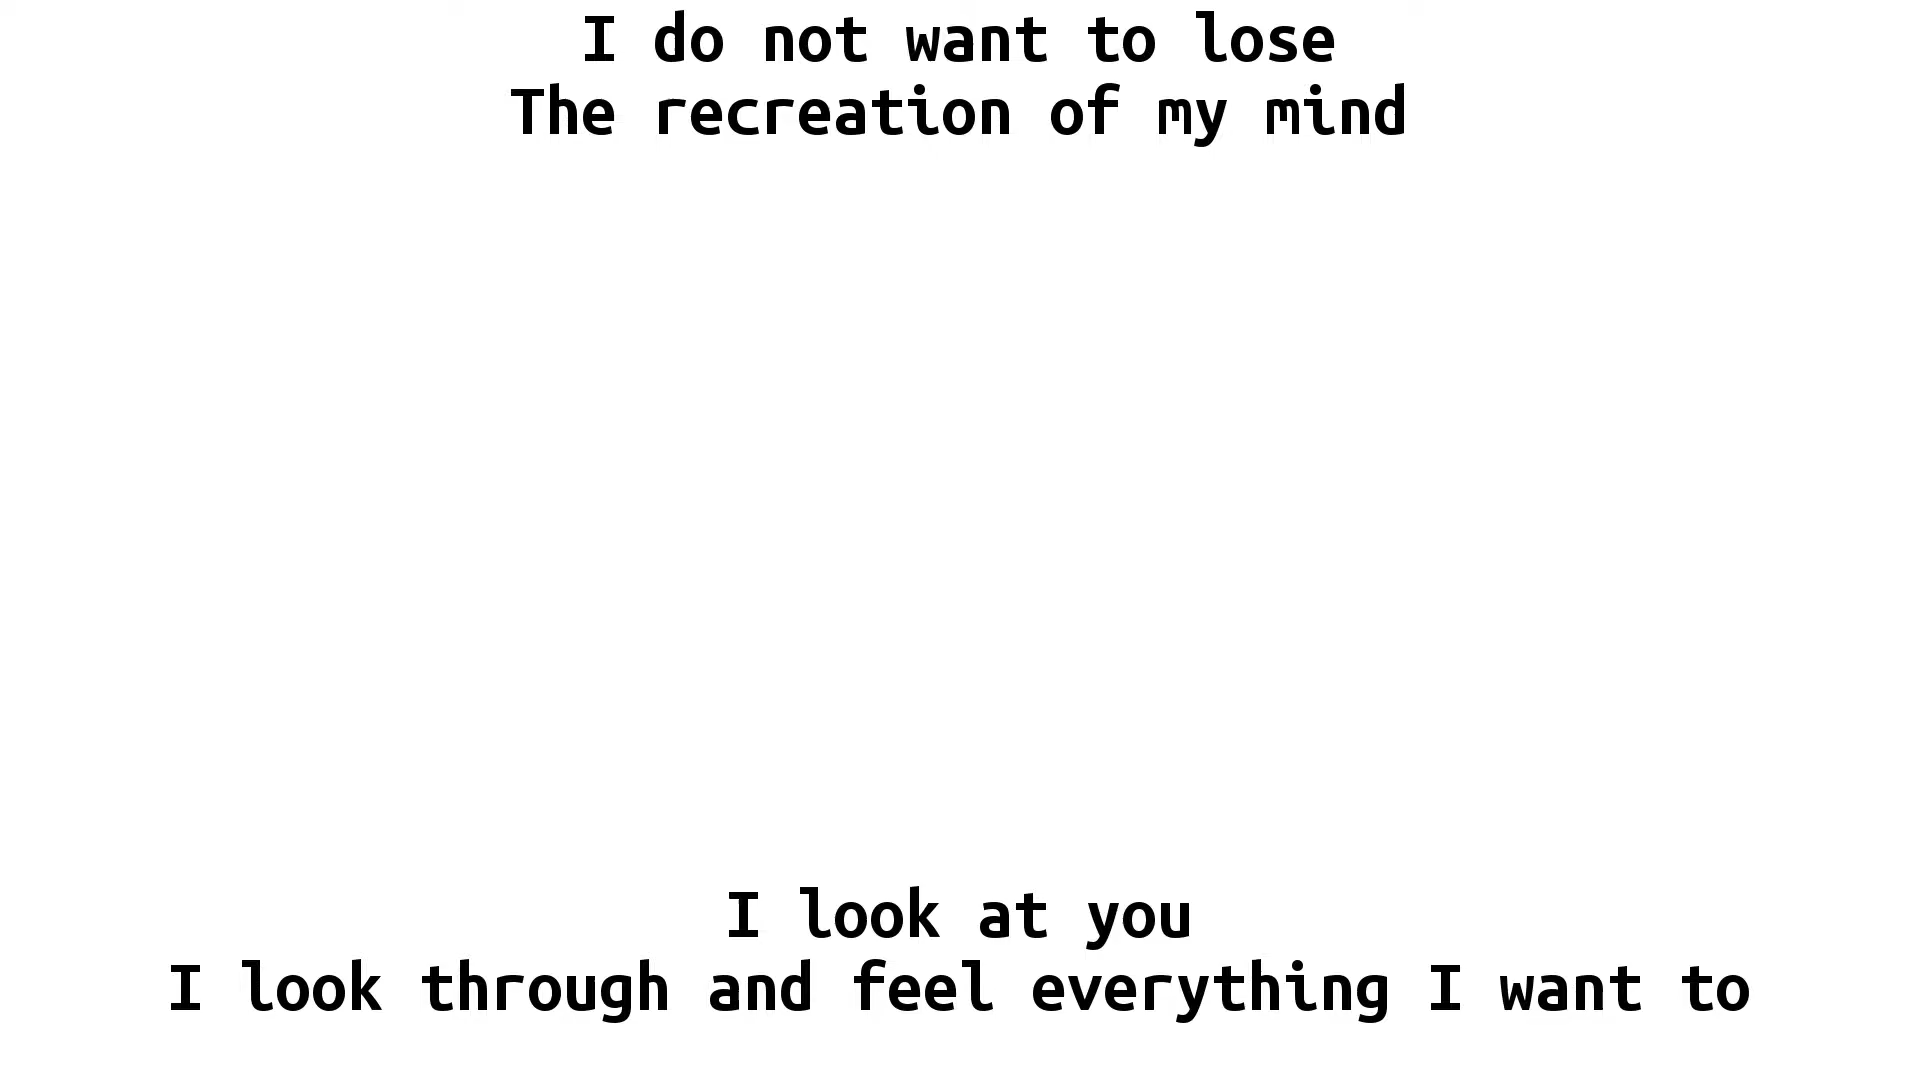 I do not want to lose
The recreation of my mind
I look at you
I look through and feel everything I want to